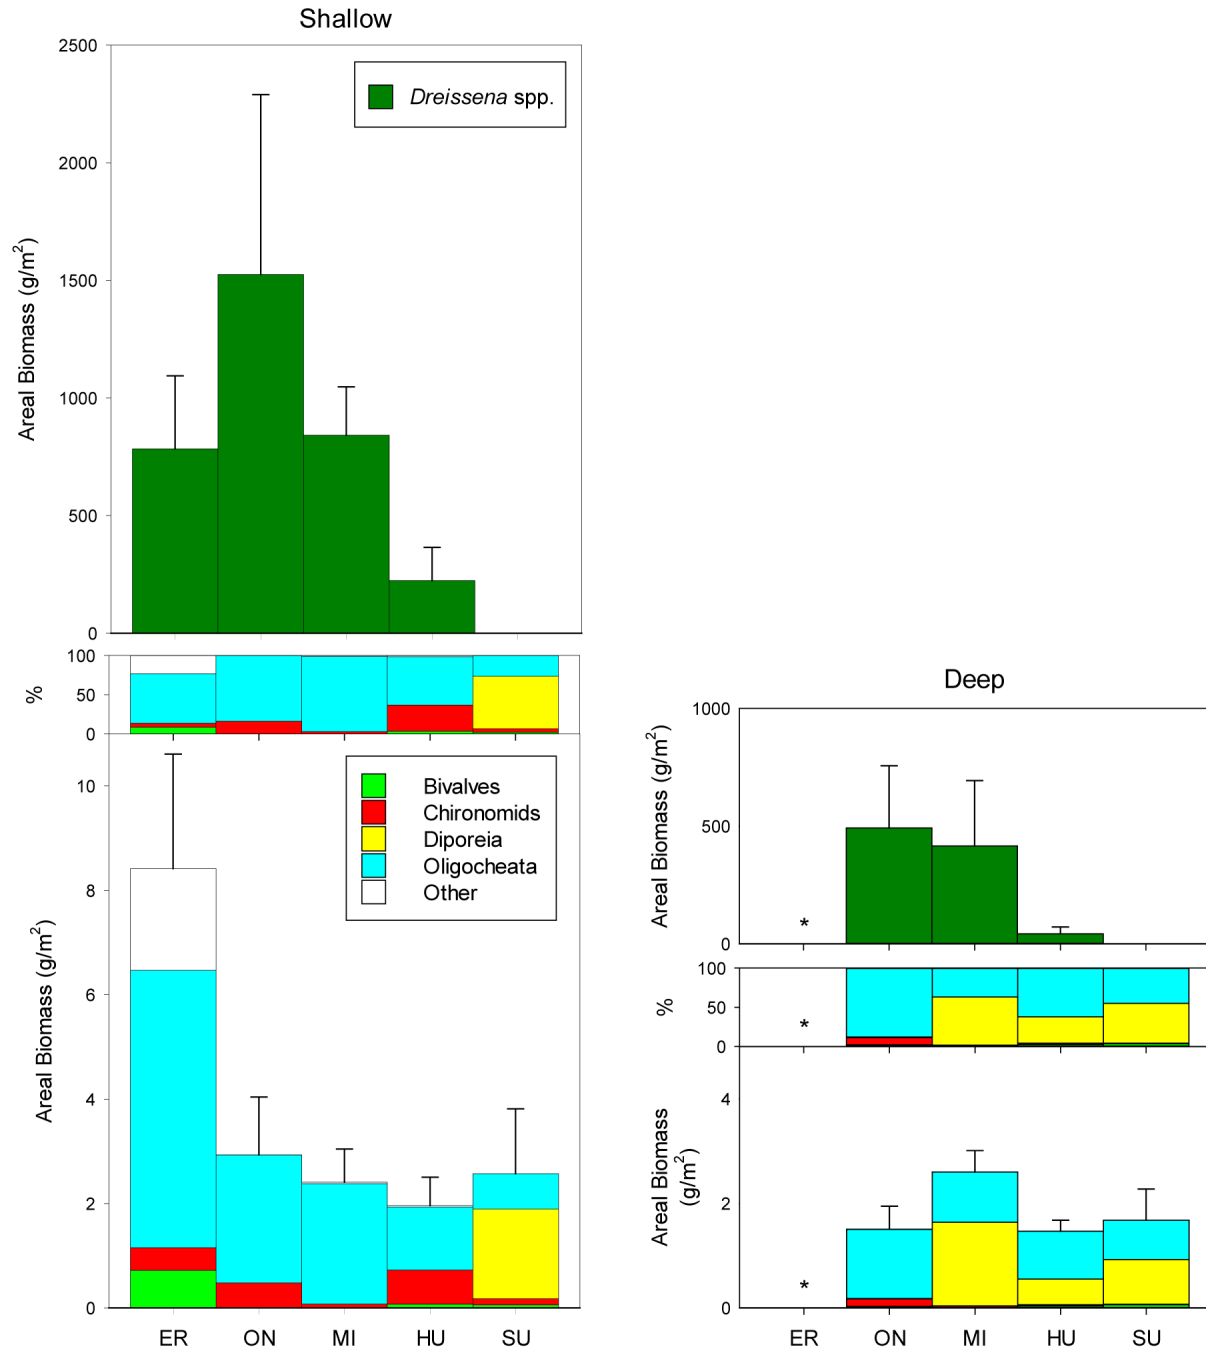 Shallow
2500
2000
1500
1000
500
0
Areal Biomass (g/m²)
Dreissena spp.
100
50
0
%
10
8
6
4
2
0
Areal Biomass (g/m²)
Bivalves
Chironomids
Diporeia
Oligocheata
Other
ER ON MI HU SU
Deep
1000
500
0
Areal Biomass (g/m²)
*
100
50
0
%
*
4
2
0
Areal Biomass
(g/m²)
*
ER ON MI HU SU